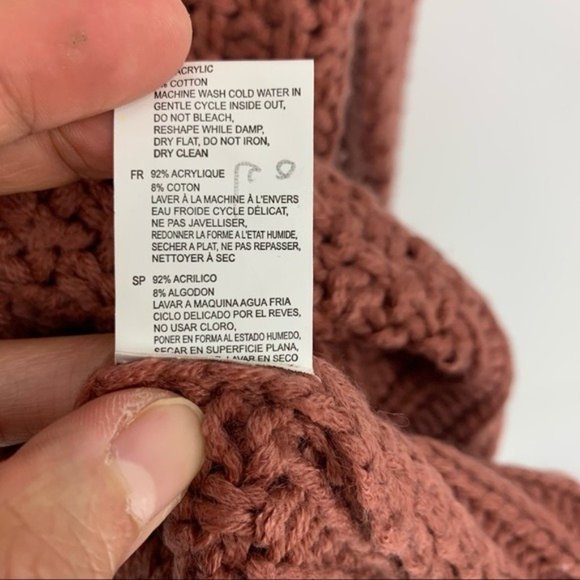 ACRYLIC
% COTTON
MACHINE WASH COLD WATER IN
GENTLE CYCLE INSIDE OUT,
DO NOT BLEACH,
RESHAPE WHILE DAMP,
DRY FLAT, DO NOT IRON,
DRY CLEAN
FR 92% ACRYLIQUE
8% COTON
LAVER À LA MACHINE À L'ENVERS
EAU FROIDE CYCLE DÉLICAT,
NE PAS JAVELLISER,
REDONNER LA FORME A L'ETAT HUMIDE,
SECHER A PLAT, NE PAS REPASSER,
NETTOYER À SEC
SP 92% ACRILICO
8% ALGODON
LAVAR A MAQUINA AGUA FRIA
CICLO DELICADO POR EL REVES,
NO USAR CLORO,
PONER EN FORMA AL ESTADO HUMEDO,
SECAR EN SUPERFICIE PLANA,
LAVAR EN SECO